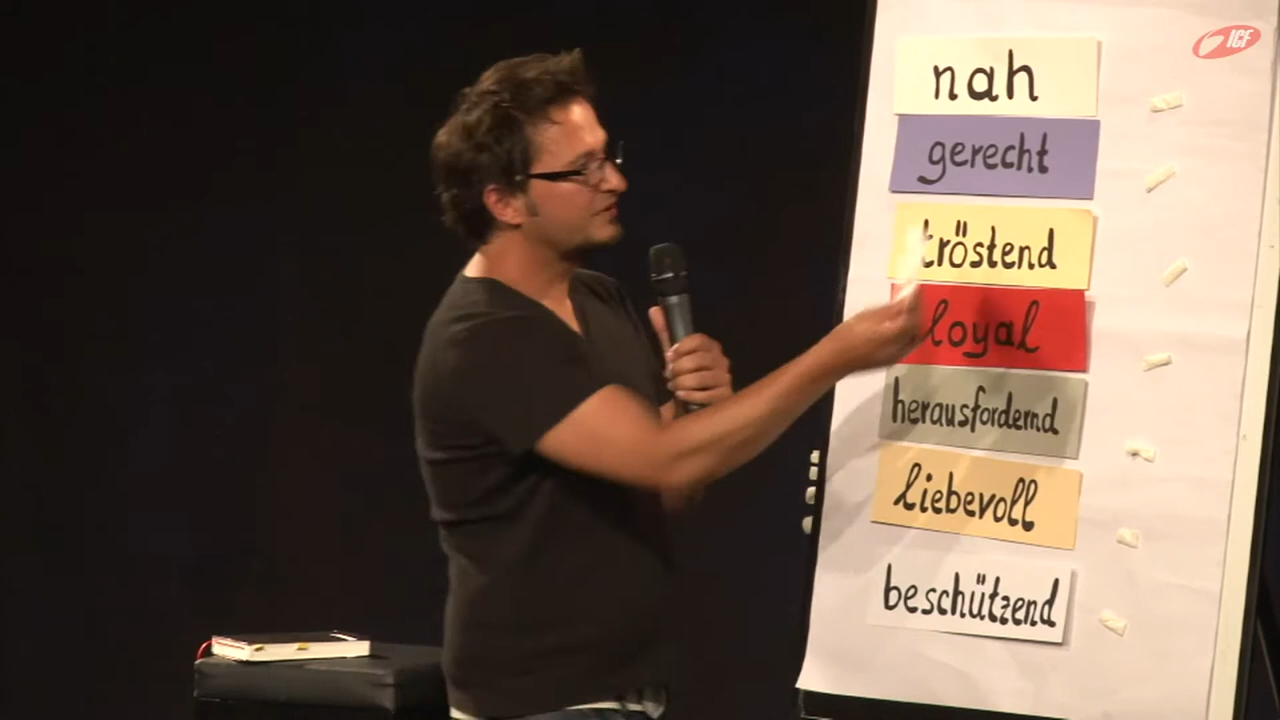 ICF
nah
gerecht
tröstend
loyal
herausfordernd
liebevoll
beschützend